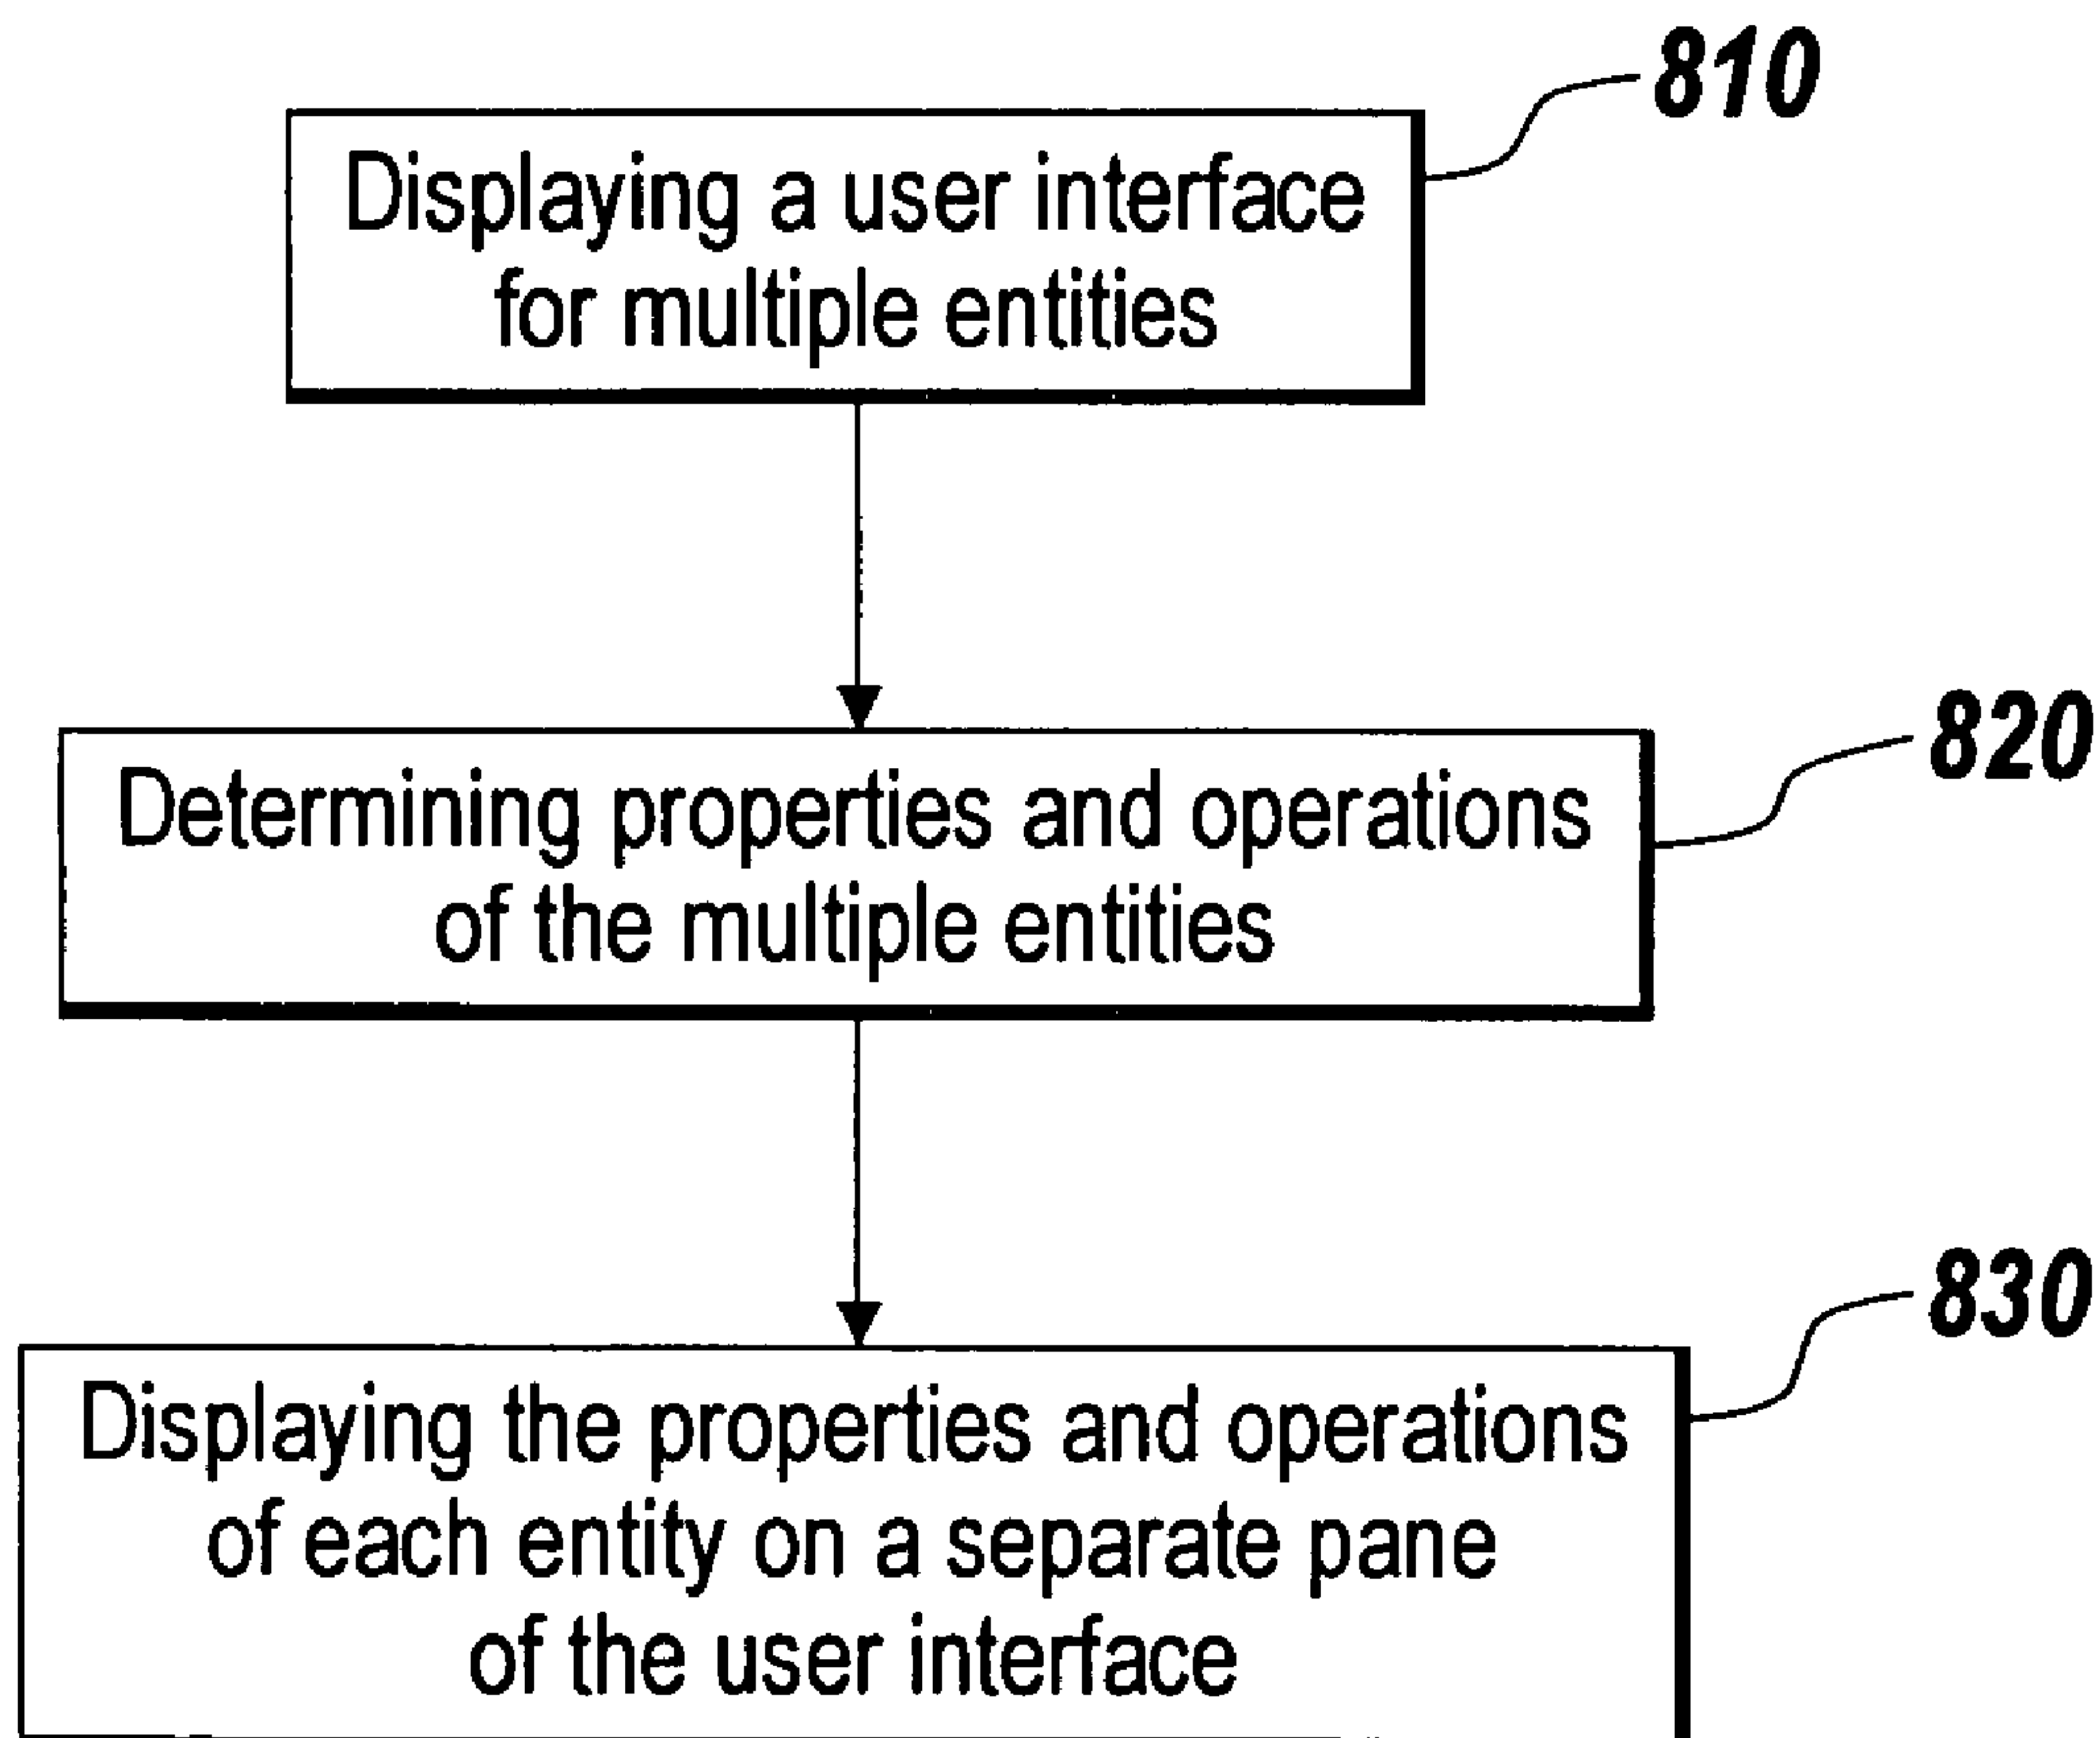 810
Displaying a user interface
for multiple entities
820
Determining properties and operations
of the multiple entities
830
Displaying the properties and operations
of each entity on a separate pane
of the user interface